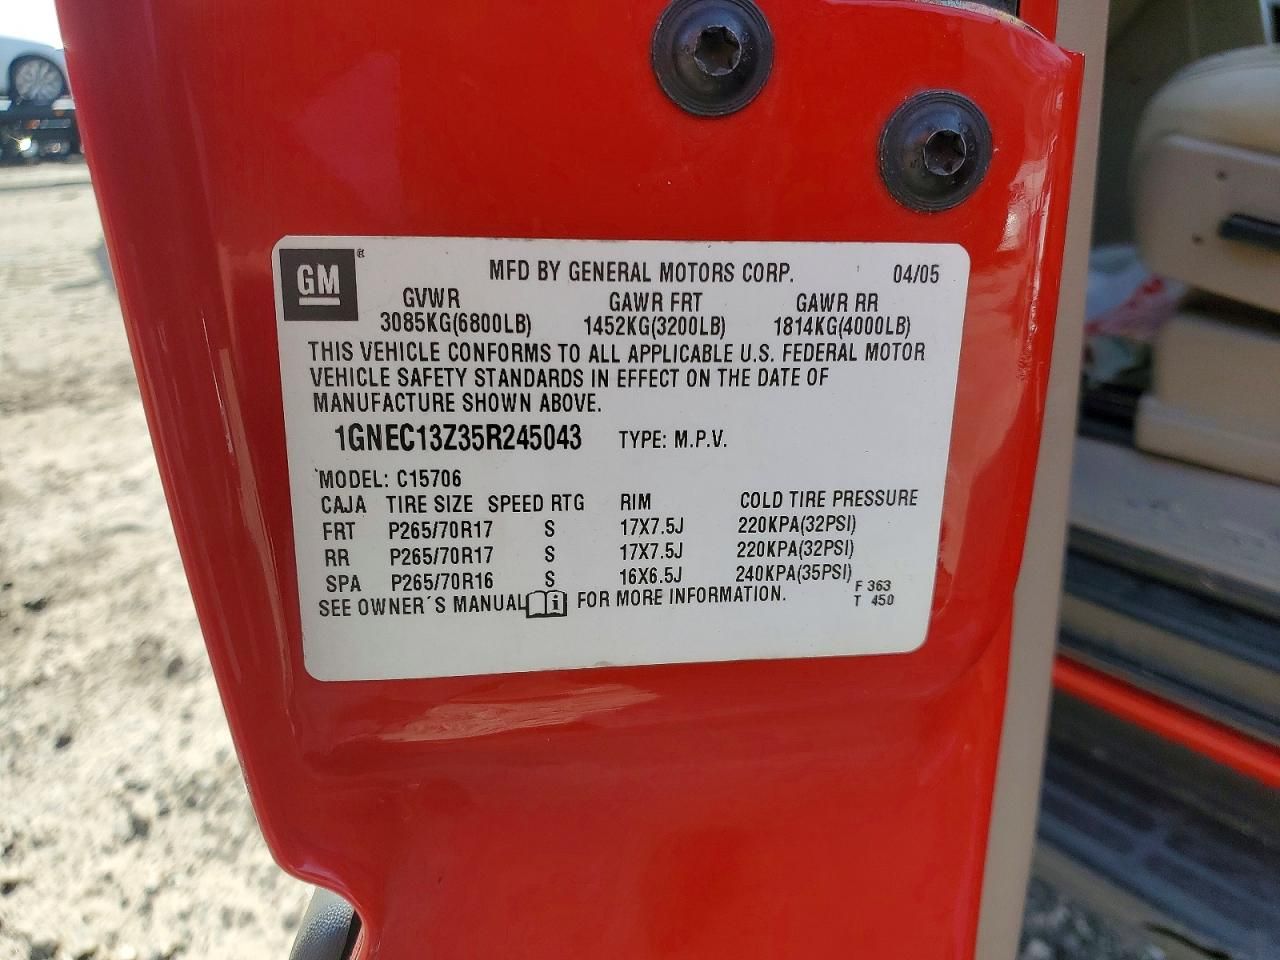 GM®
MFD BY GENERAL MOTORS CORP. 04/05
GVWR GAWR FRT GAWR RR
3085KG(6800LB) 1452KG(3200LB) 1814KG(4000LB)
THIS VEHICLE CONFORMS TO ALL APPLICABLE U.S. FEDERAL MOTOR
VEHICLE SAFETY STANDARDS IN EFFECT ON THE DATE OF
MANUFACTURE SHOWN ABOVE.
1GNEC13Z35R245043 TYPE: M.P.V.
MODEL: C15706
CAJA TIRE SIZE SPEED RTG RIM COLD TIRE PRESSURE
FRT P265/70R17 S 17X7.5J 220KPA(32PSI)
RR P265/70R17 S 17X7.5J 220KPA(32PSI)
SPA P265/70R16 S 16X6.5J 240KPA(35PSI)
SEE OWNER´S MANUAL i FOR MORE INFORMATION.
F 363
T 450